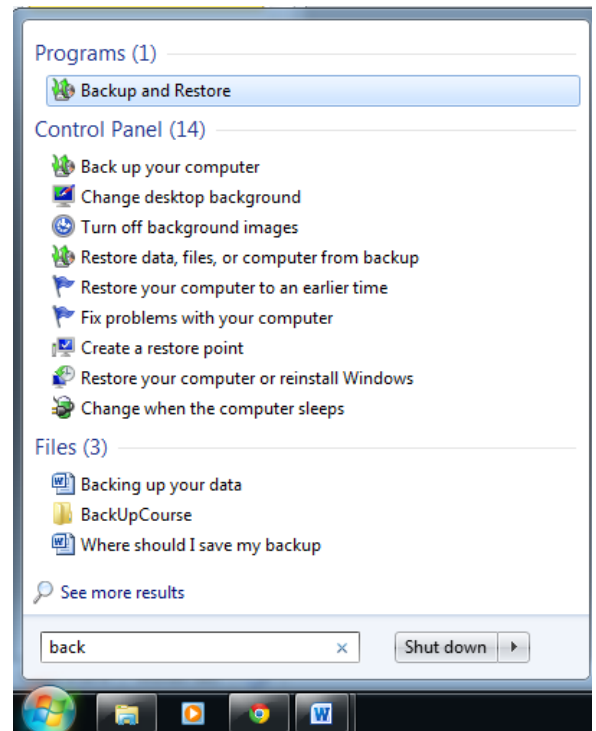 Programs (1)
Backup and Restore
Control Panel (14)
Back up your computer
Change desktop background
Turn off background images
Restore data, files, or computer from backup
Restore your computer to an earlier time
Fix problems with your computer
Create a restore point
Restore your computer or reinstall Windows
Change when the computer sleeps
Files (3)
Backing up your data
BackUpCourse
Where should I save my backup
See more results
back
Shut down